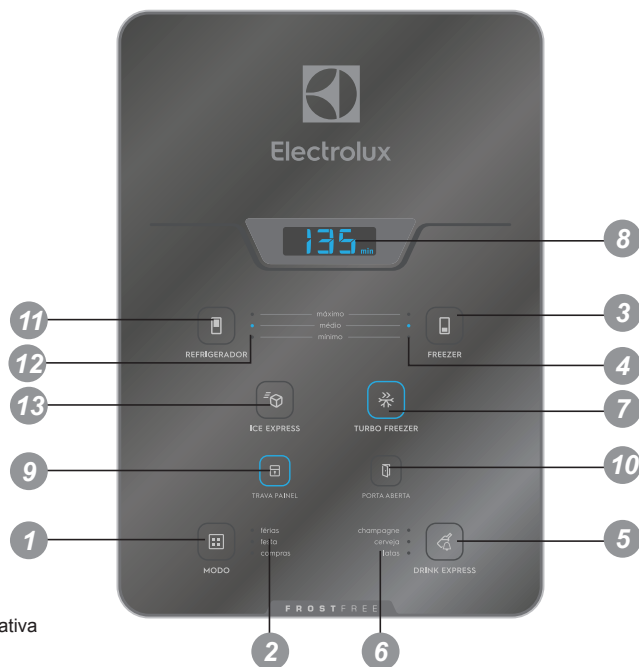 Electrolux
135 min
8
11
máximo
3
médio
mínimo
REFRIGERADOR
FREEZER
12
4
13
7
ICE EXPRESS
TURBO FREEZER
9
10
TRAVA PAINEL
PORTA ABERTA
1
férias
champagne
5
festa
cerveja
compras
latas
MODO
DRINK EXPRESS
FROSTFREE
ativa
2
6